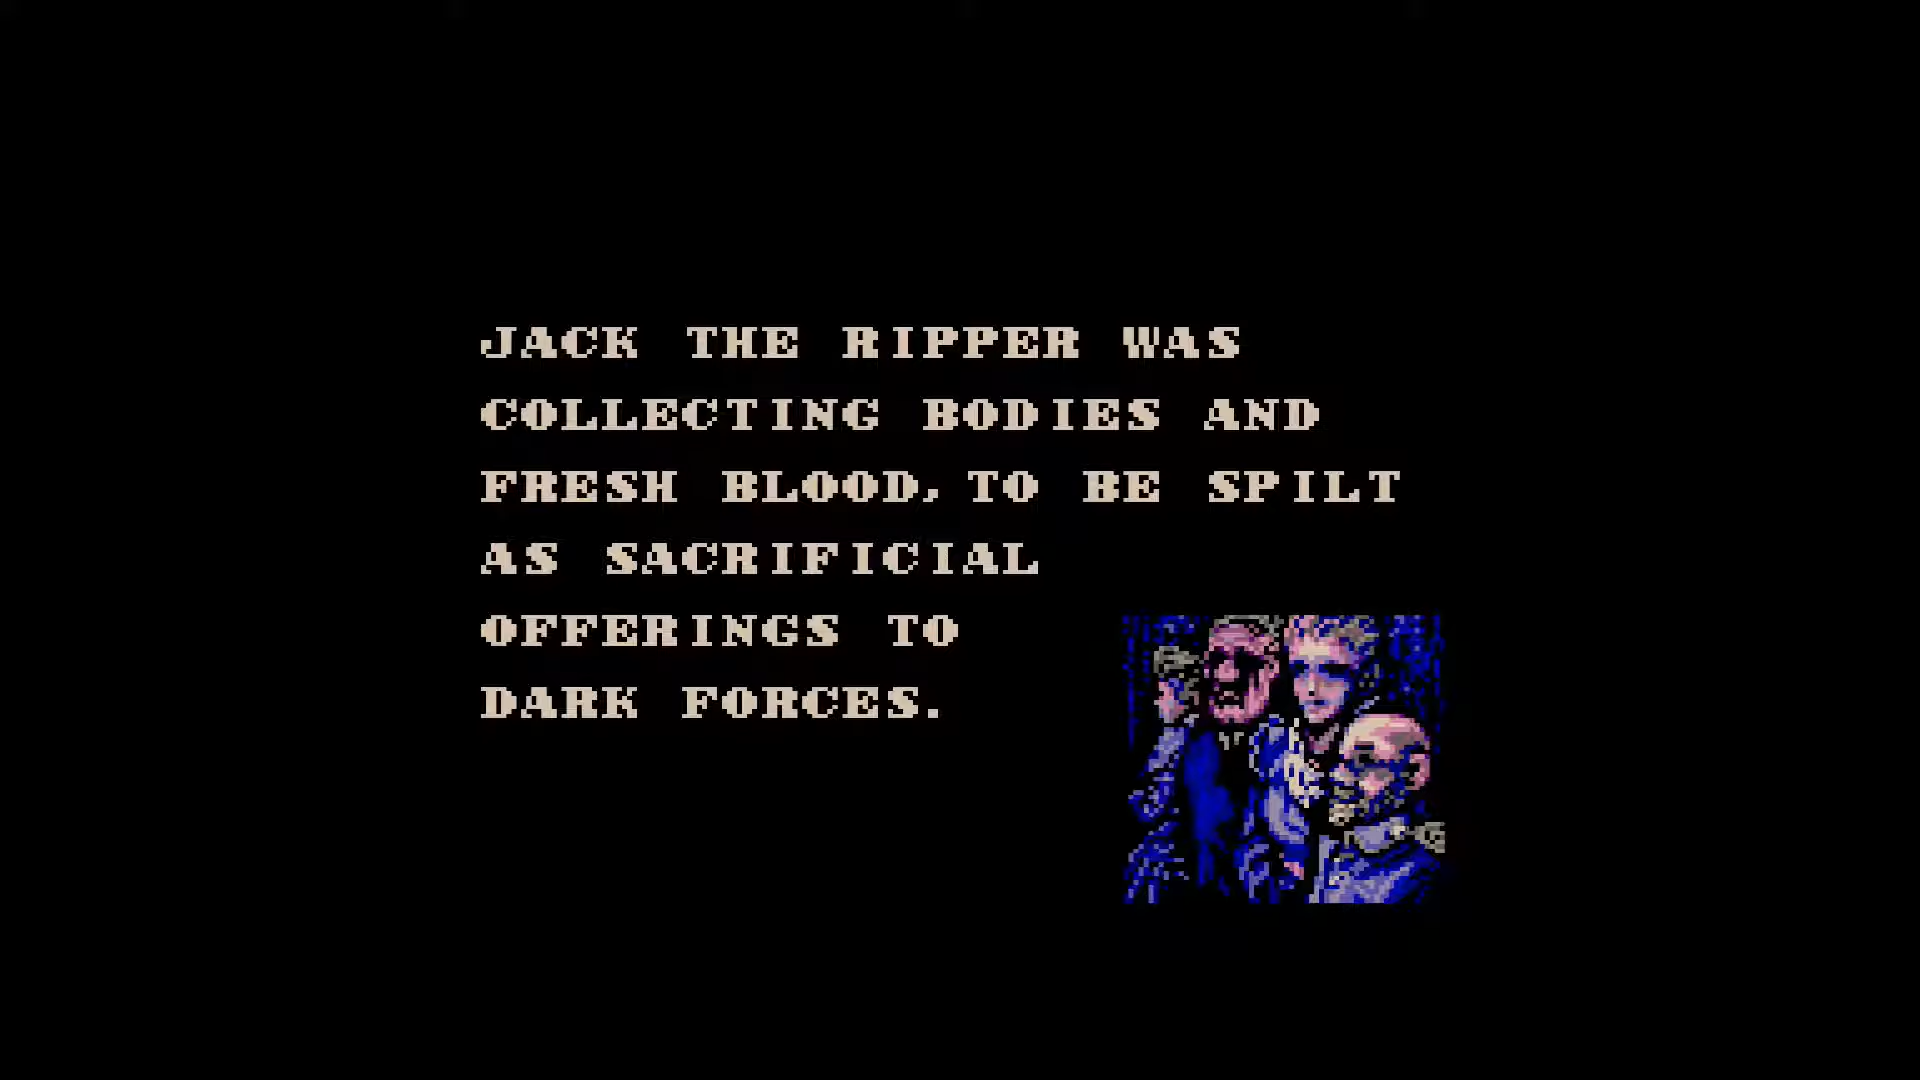 JACK THE RIPPER WAS
COLLECTING BODIES AND
FRESH BLOOD, TO BE SPILT
AS SACRIFICIAL
OFFERINGS TO
DARK FORCES.